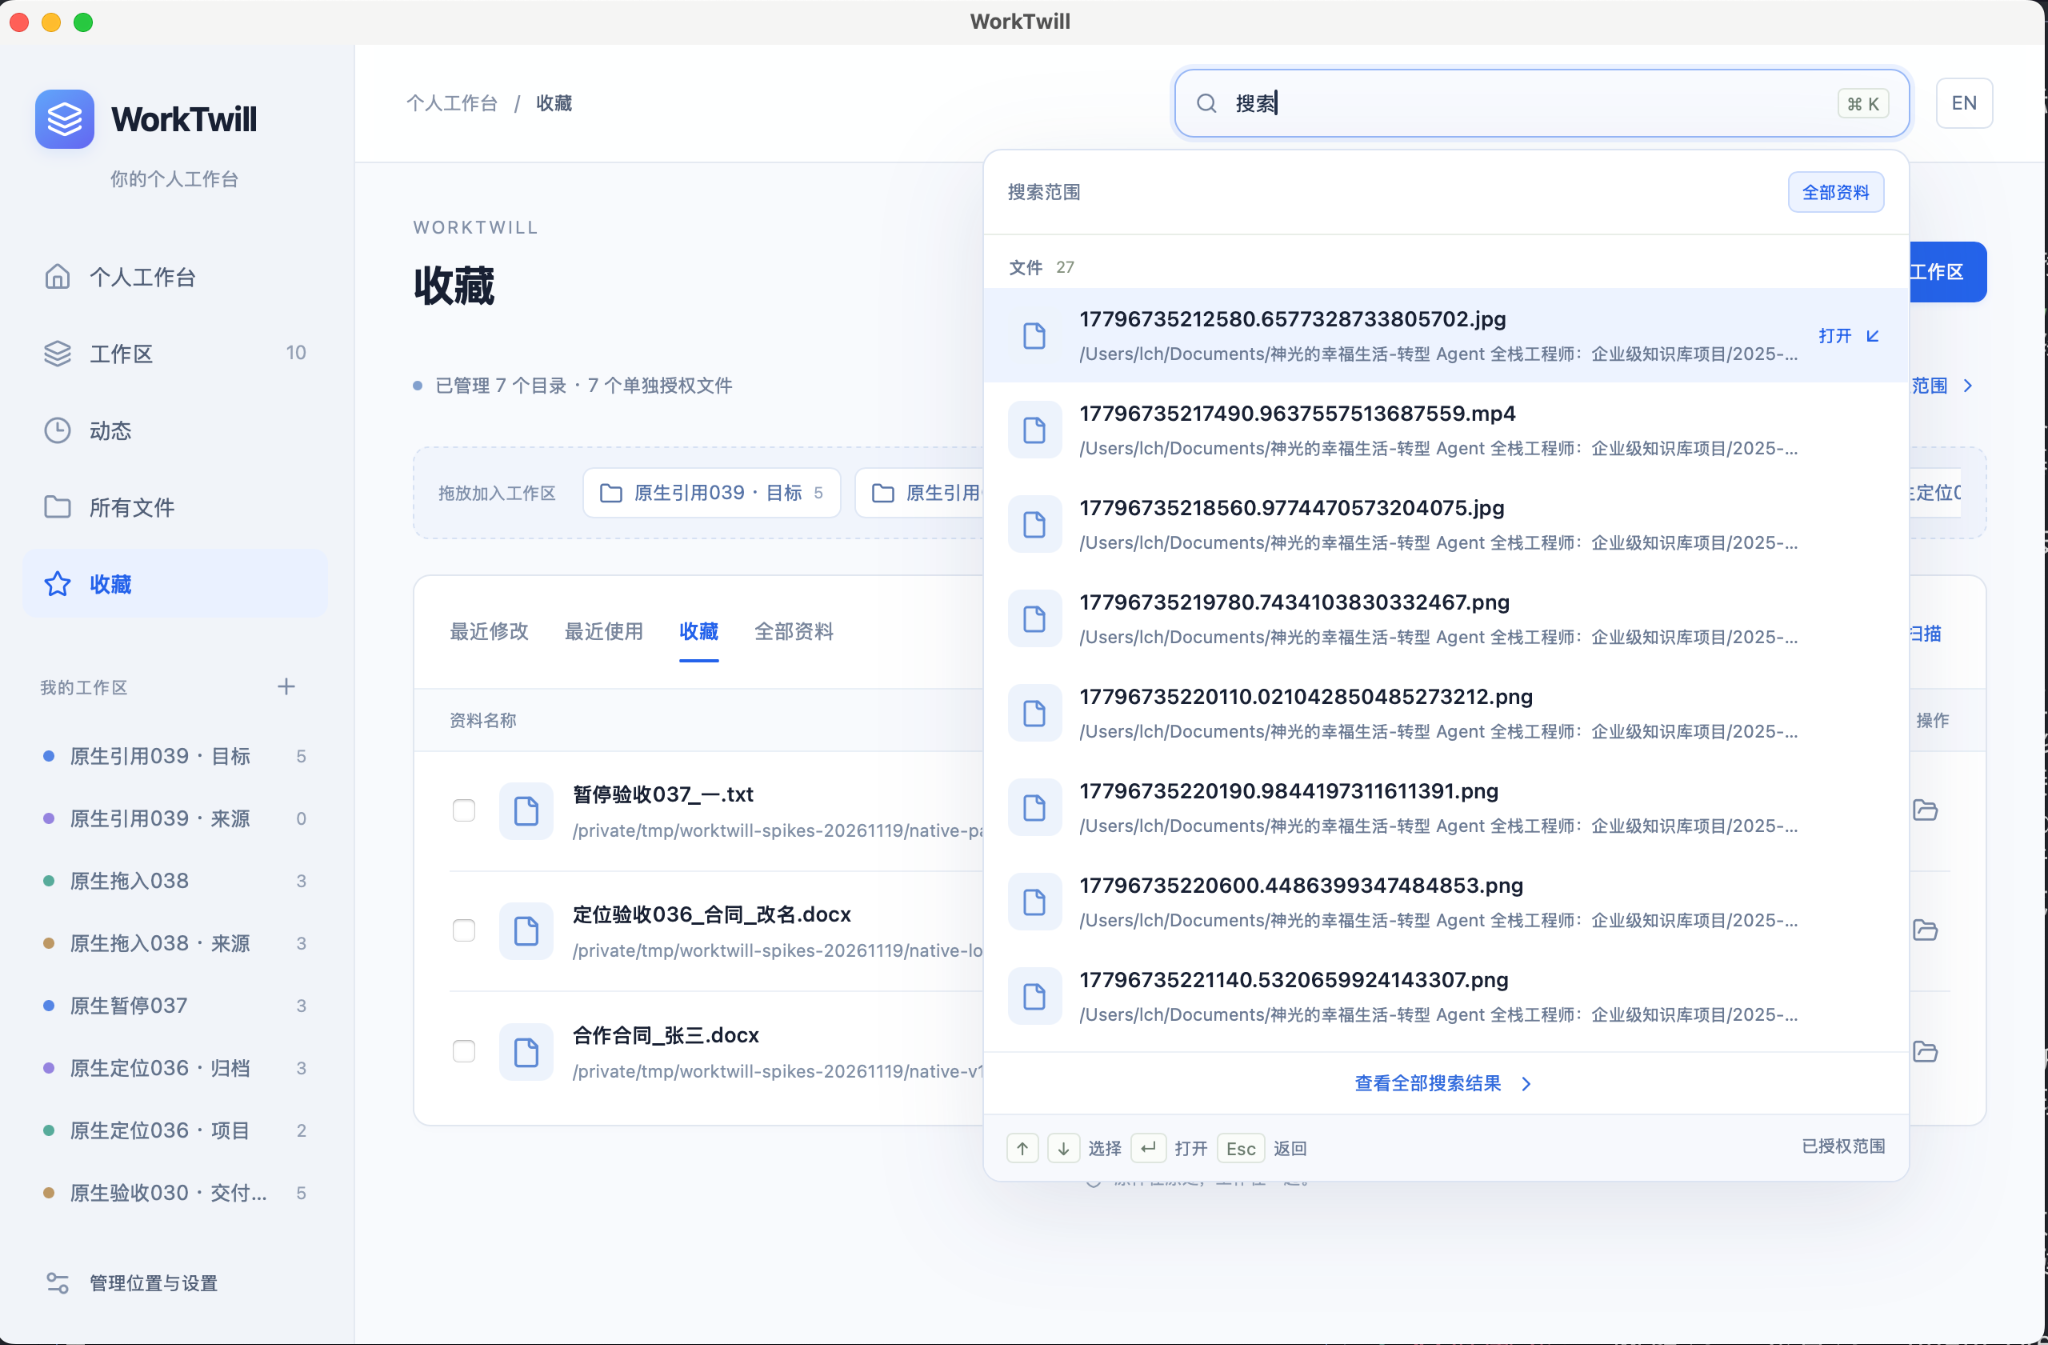 WorkTwill
WorkTwill
你的个人工作台
个人工作台
工作区 10
动态
所有文件
收藏
我的工作区
原生引用039 · 目标 5
原生引用039 · 来源 0
原生拖入038 3
原生拖入038 · 来源 3
原生暂停037 3
原生定位036 · 归档 3
原生定位036 · 项目 2
原生验收030 · 交付... 5
管理位置与设置
个人工作台 / 收藏
搜索 ⌘ K
EN
WORKTWILL
收藏
工作区
已管理 7 个目录 · 7 个单独授权文件
范围
拖放加入工作区
原生引用039 · 目标 5
原生引用
定位0
最近修改 最近使用 收藏 全部资料
扫描
资料名称
操作
暂停验收037_一.txt
/private/tmp/worktwill-spikes-20261119/native-pa
定位验收036_合同_改名.docx
/private/tmp/worktwill-spikes-20261119/native-lo
合作合同_张三.docx
/private/tmp/worktwill-spikes-20261119/native-v1
搜索范围 全部资料
文件 27
17796735212580.6577328733805702.jpg
/Users/lch/Documents/神光的幸福生活-转型 Agent 全栈工程师：企业级知识库项目/2025-...
打开
17796735217490.9637557513687559.mp4
/Users/lch/Documents/神光的幸福生活-转型 Agent 全栈工程师：企业级知识库项目/2025-...
17796735218560.9774470573204075.jpg
/Users/lch/Documents/神光的幸福生活-转型 Agent 全栈工程师：企业级知识库项目/2025-...
17796735219780.7434103830332467.png
/Users/lch/Documents/神光的幸福生活-转型 Agent 全栈工程师：企业级知识库项目/2025-...
17796735220110.021042850485273212.png
/Users/lch/Documents/神光的幸福生活-转型 Agent 全栈工程师：企业级知识库项目/2025-...
17796735220190.9844197311611391.png
/Users/lch/Documents/神光的幸福生活-转型 Agent 全栈工程师：企业级知识库项目/2025-...
17796735220600.4486399347484853.png
/Users/lch/Documents/神光的幸福生活-转型 Agent 全栈工程师：企业级知识库项目/2025-...
17796735221140.5320659924143307.png
/Users/lch/Documents/神光的幸福生活-转型 Agent 全栈工程师：企业级知识库项目/2025-...
查看全部搜索结果
↑ ↓ 选择 ↵ 打开 Esc 返回
已授权范围